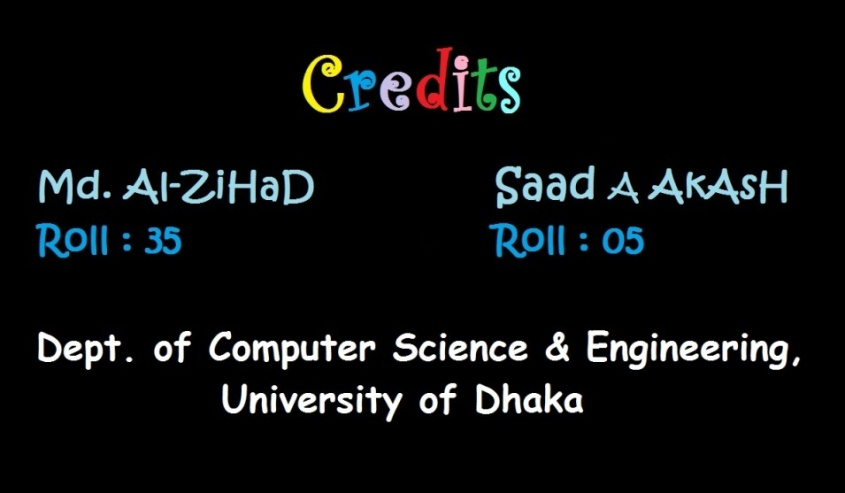 Credits
Md. Al-ZiHaD
Saad A AkAsH
Roll : 35
Roll : 05
Dept. of Computer Science & Engineering,
University of Dhaka